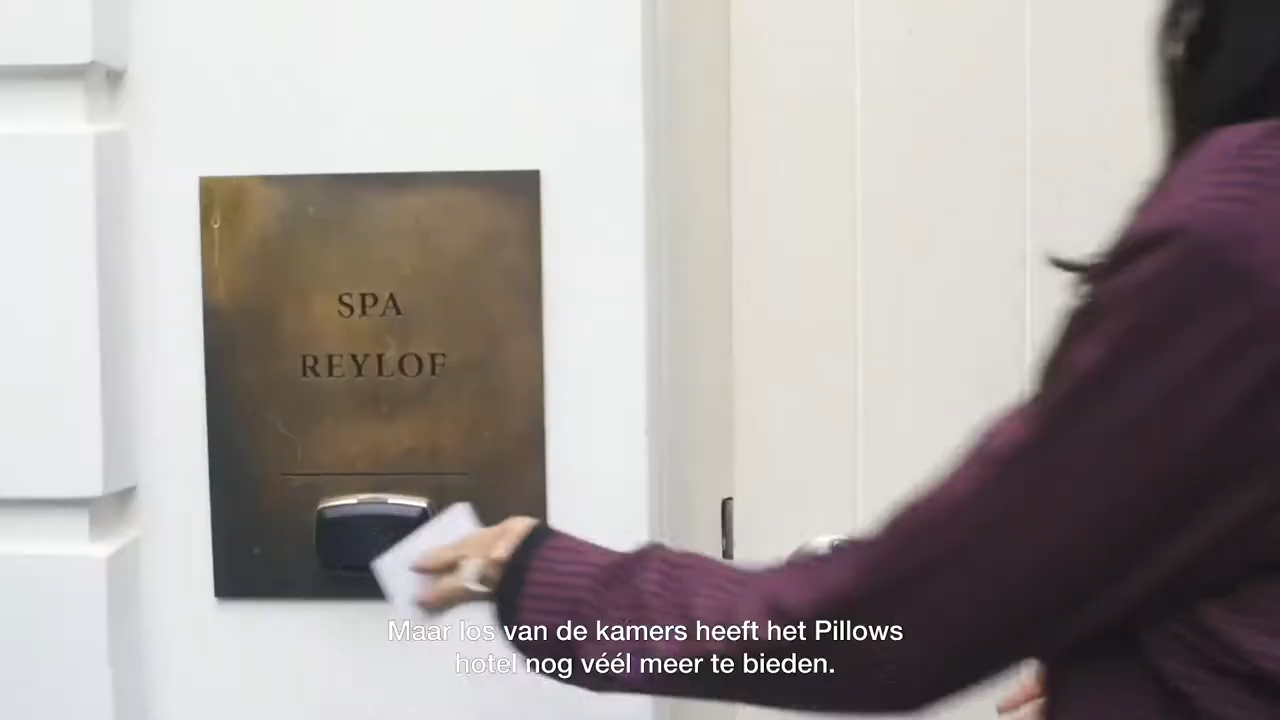 SPA
REYLOF
Maar los van de kamers heeft het Pillows
hotel nog véél meer te bieden.